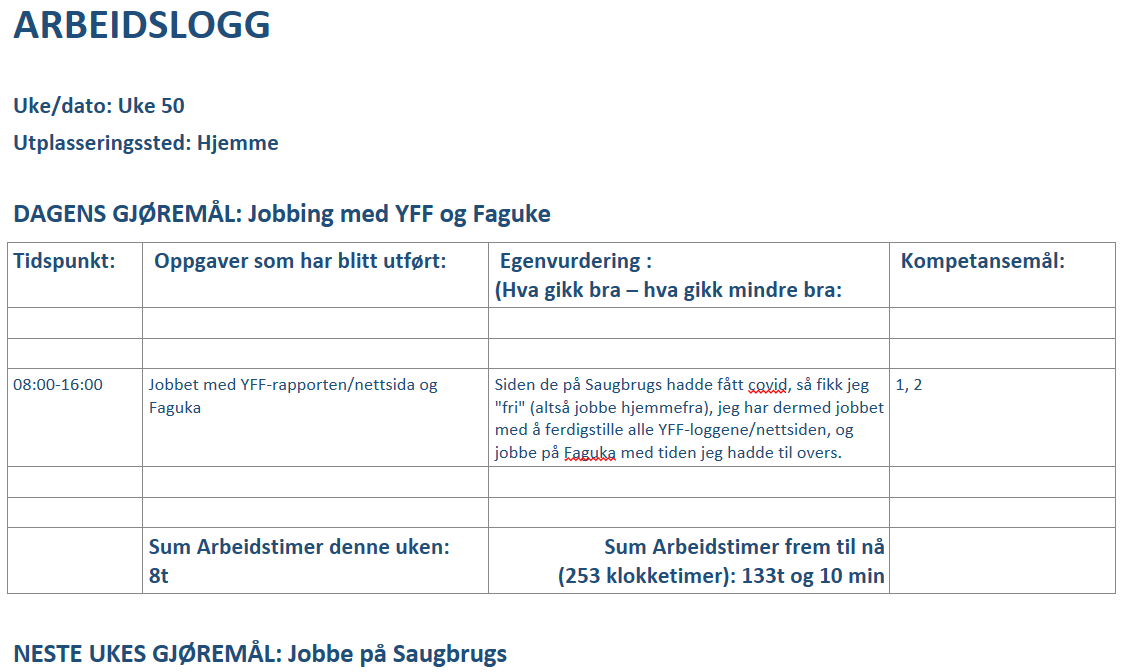 ARBEIDSLOGG
Uke/dato: Uke 50
Utplasseringssted: Hjemme
DAGENS GJØREMÅL: Jobbing med YFF og Faguke
Tidspunkt:
Oppgaver som har blitt utført:
Egenvurdering :
(Hva gikk bra – hva gikk mindre bra:
Kompetansemål:
08:00-16:00
Jobbet med YFF-rapporten/nettsida og
Faguka
Siden de på Saugbrugs hadde fått covid, så fikk jeg
"fri" (altså jobbe hjemmefra), jeg har dermed jobbet
med å ferdigstille alle YFF-loggene/nettsiden, og
jobbe på Faguka med tiden jeg hadde til overs.
1, 2
Sum Arbeidstimer denne uken:
8t
Sum Arbeidstimer frem til nå
(253 klokketimer): 133t og 10 min
NESTE UKES GJØREMÅL: Jobbe på Saugbrugs